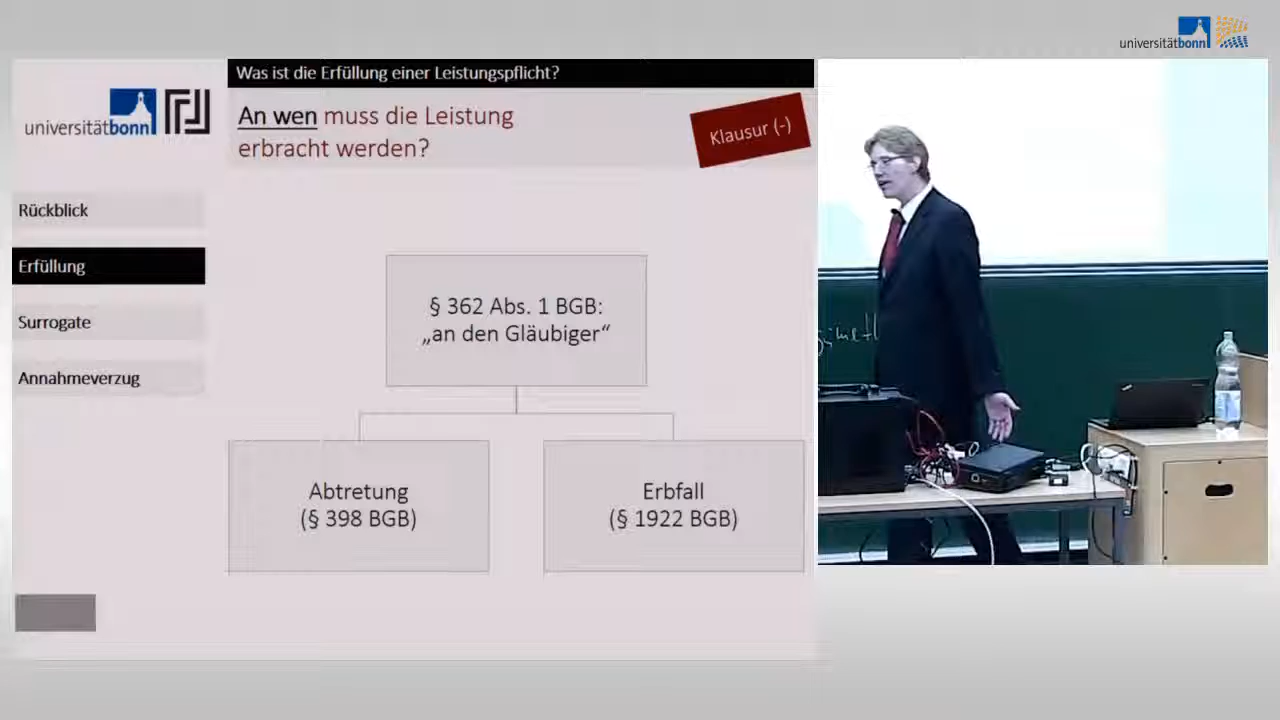 universitätbonn
universitätbonn
Was ist die Erfüllung einer Leistungspflicht?
An wen muss die Leistung
erbracht werden?
Klausur (-)
Rückblick
Erfüllung
Surrogate
Annahmeverzug
§ 362 Abs. 1 BGB:
„an den Gläubiger“
Abtretung
(§ 398 BGB)
Erbfall
(§ 1922 BGB)